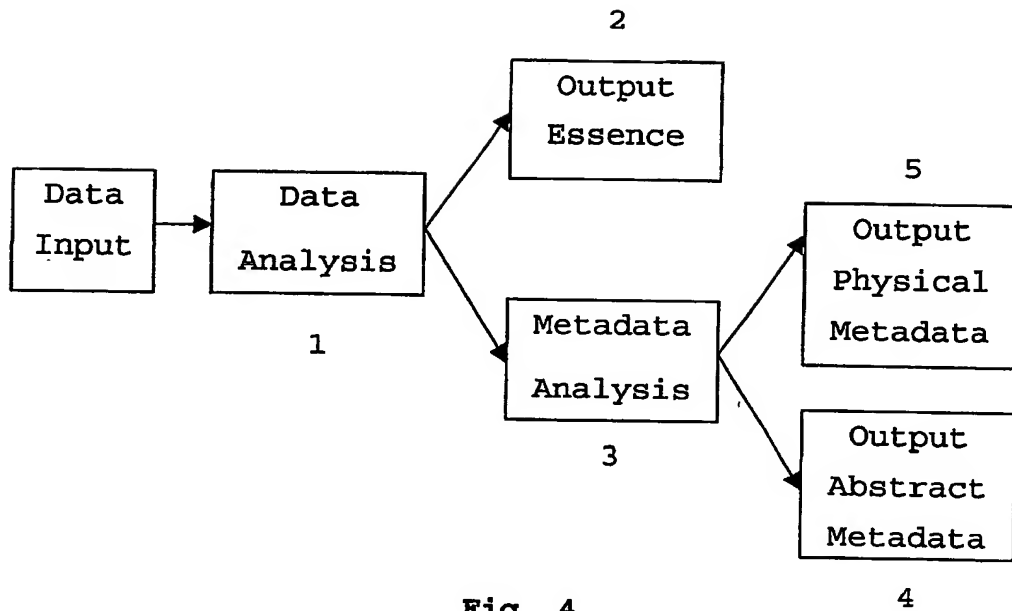 2
Output
Essence
Data
Input
Data
Analysis
1
Metadata
Analysis
3
5
Output
Physical
Metadata
Output
Abstract
Metadata
4
Fig. 4